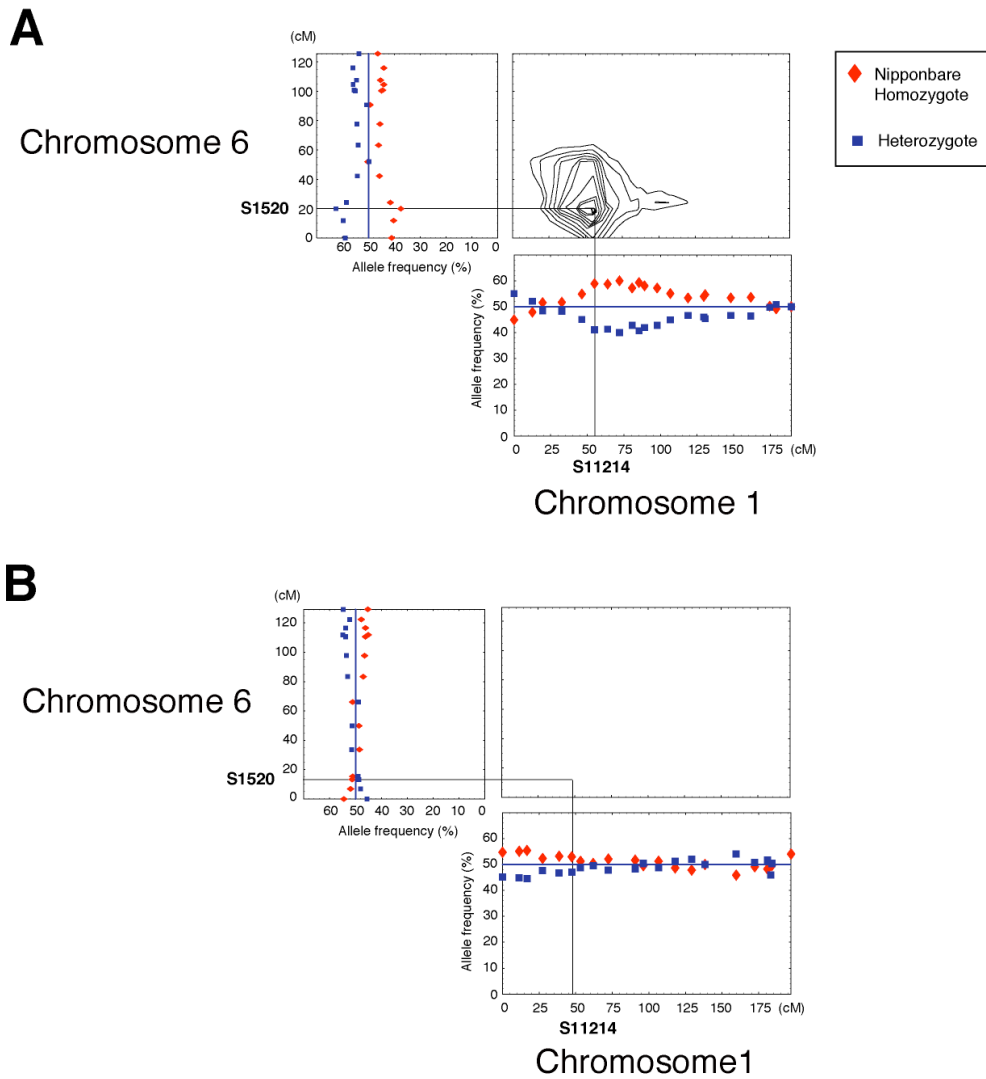 A
(cM)
120
100
80
60
40
20
0
Chromosome 6
S1520
60 50 40 30 20 10 0
Allele frequency (%)
Nipponbare
Homozygote
Heterozygote
60
50
40
30
20
10
0
Allele frequency (%)
0 25 50 75 100 125 150 175 (cM)
S11214
Chromosome 1
B
(cM)
120
100
80
60
40
20
0
Chromosome 6
S1520
60 50 40 30 20 10 0
Allele frequency (%)
60
50
40
30
20
10
0
Allele frequency (%)
0 25 50 75 100 125 150 175 (cM)
S11214
Chromosome1